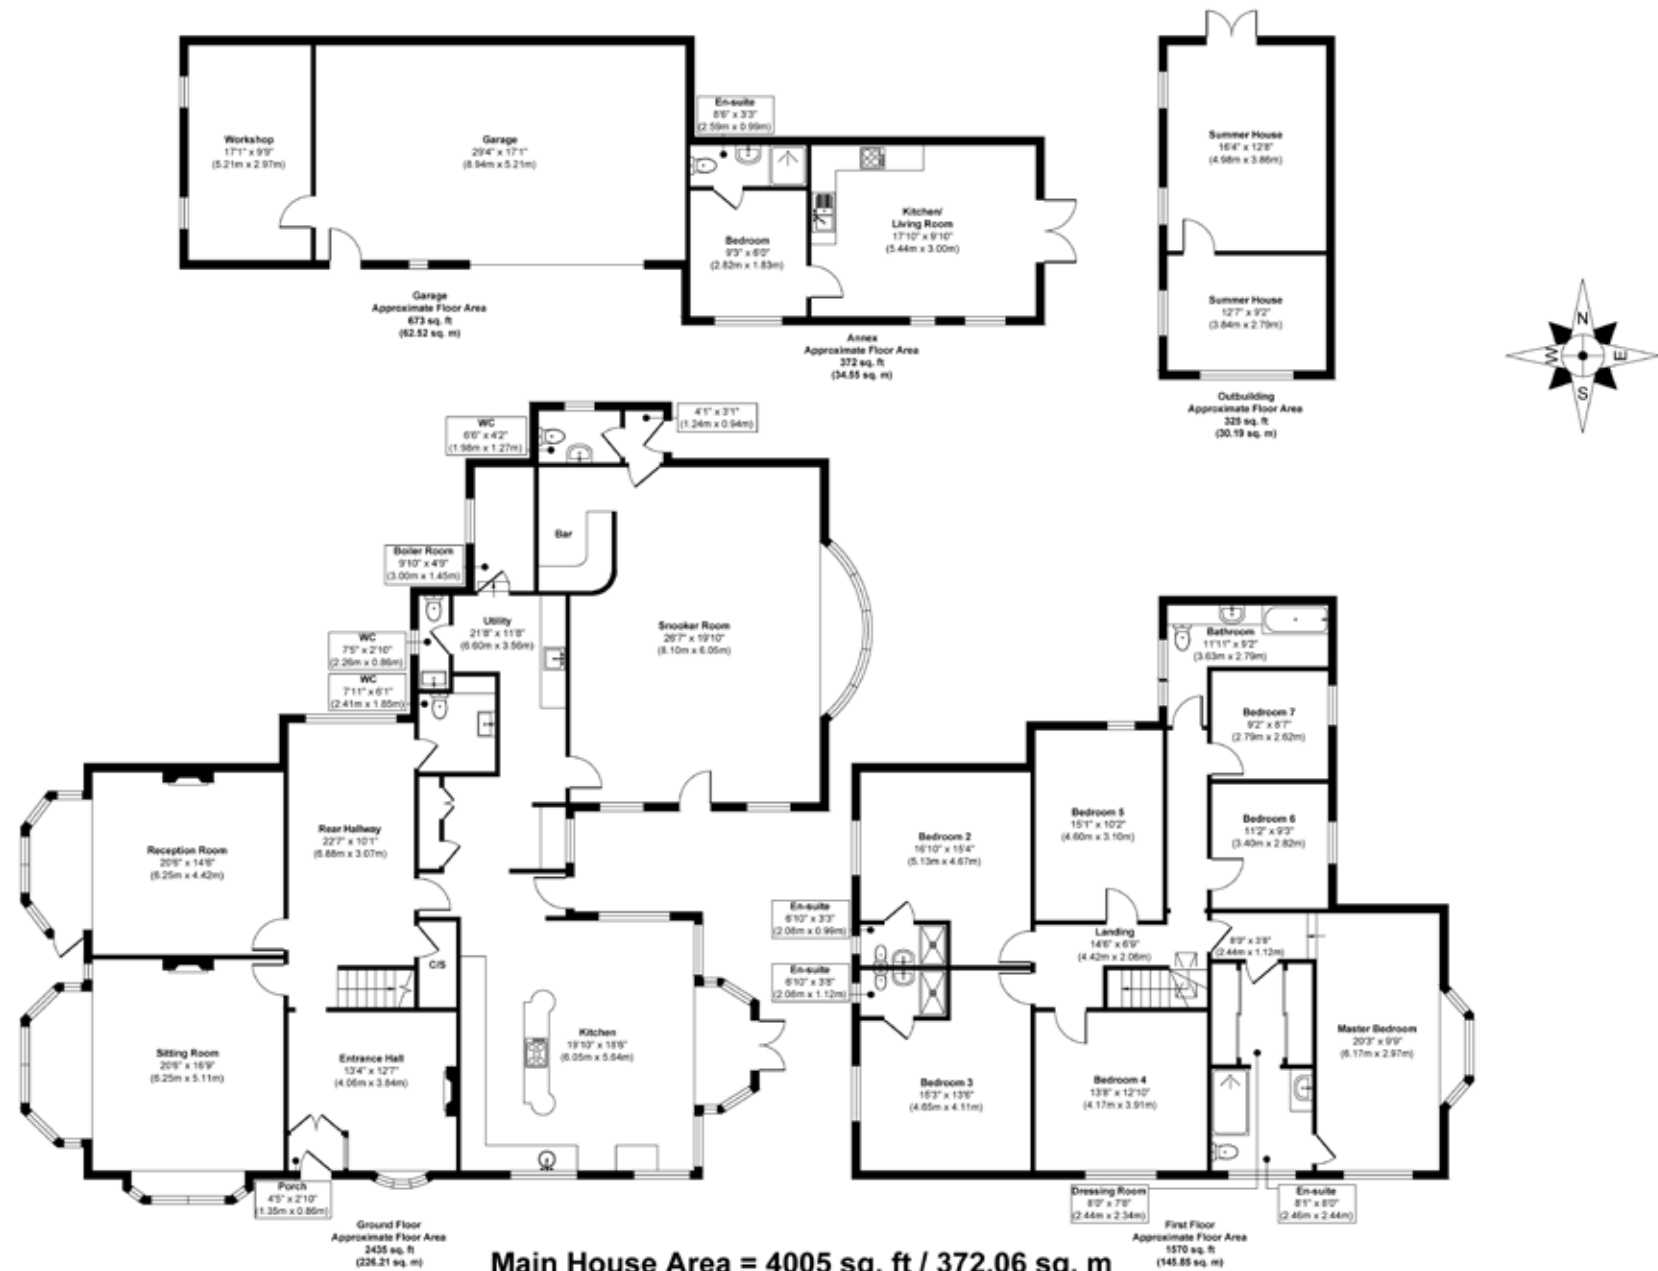 Workshop
17'1" x 9'9"
(5.21m x 2.97m)
Garage
29'4" x 17'1"
(8.94m x 5.21m)
En-suite
8'6" x 3'3"
(2.59m x 0.99m)
Bedroom
9'3" x 6'0"
(2.82m x 1.83m)
Kitchen/
Living Room
17'10" x 9'10"
(5.44m x 3.00m)
Garage
Approximate Floor Area
673 sq. ft
(62.52 sq. m)
Annex
Approximate Floor Area
372 sq. ft
(34.55 sq. m)
Summer House
16'4" x 12'8"
(4.98m x 3.86m)
Summer House
12'7" x 9'2"
(3.84m x 2.79m)
Outbuilding
Approximate Floor Area
325 sq. ft
(30.19 sq. m)
N
W
E
S
WC
6'6" x 4'2"
(1.98m x 1.27m)
4'1" x 3'1"
(1.24m x 0.94m)
Bar
Boiler Room
9'10" x 4'9"
(3.00m x 1.45m)
Utility
21'8" x 11'8"
(6.60m x 3.56m)
Snooker Room
26'7" x 19'10"
(8.10m x 6.05m)
WC
7'5" x 2'10"
(2.26m x 0.86m)
WC
7'11" x 6'1"
(2.41m x 1.85m)
Rear Hallway
22'7" x 10'1"
(6.88m x 3.07m)
Reception Room
20'6" x 14'6"
(6.25m x 4.42m)
C/S
Sitting Room
20'6" x 16'9"
(6.25m x 5.11m)
Entrance Hall
13'4" x 12'7"
(4.06m x 3.84m)
Kitchen
19'10" x 18'6"
(6.05m x 5.64m)
Porch
4'5" x 2'10"
(1.35m x 0.86m)
Ground Floor
Approximate Floor Area
2435 sq. ft
(226.21 sq. m)
Bathroom
11'11" x 9'2"
(3.63m x 2.79m)
Bedroom 7
9'2" x 8'7"
(2.79m x 2.62m)
Bedroom 5
15'1" x 10'2"
(4.60m x 3.10m)
Bedroom 6
11'2" x 9'3"
(3.40m x 2.82m)
Bedroom 2
16'10" x 15'4"
(5.13m x 4.67m)
En-suite
6'10" x 3'3"
(2.08m x 0.99m)
Landing
14'6" x 6'9"
(4.42m x 2.06m)
8'0" x 3'8"
(2.44m x 1.12m)
En-suite
6'10" x 3'8"
(2.08m x 1.12m)
Master Bedroom
20'3" x 9'9"
(6.17m x 2.97m)
Bedroom 3
15'3" x 13'6"
(4.65m x 4.11m)
Bedroom 4
13'8" x 12'10"
(4.17m x 3.91m)
Dressing Room
8'0" x 7'8"
(2.44m x 2.34m)
En-suite
8'1" x 8'0"
(2.46m x 2.44m)
First Floor
Approximate Floor Area
1570 sq. ft
(145.85 sq. m)
Main House Area = 4005 sq. ft / 372.06 sq. m